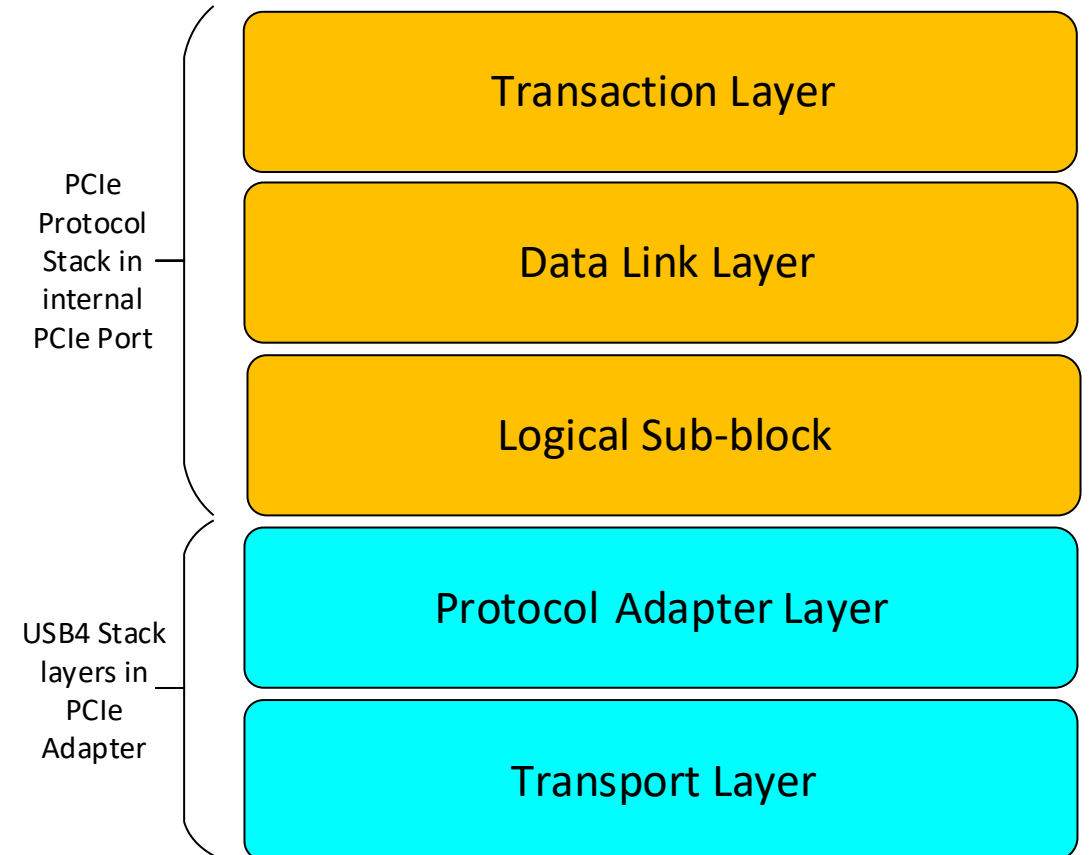 Transaction Layer
PCIe
Protocol
Stack in
internal
PCIe Port
Data Link Layer
Logical Sub-block
Protocol Adapter Layer
USB4 Stack
layers in
PCIe
Adapter
Transport Layer